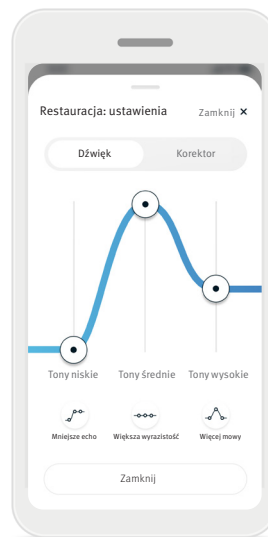 Restauracja: ustawienia Zamknij ×
Dźwięk Korektor
Tony niskie Tony średnie Tony wysokie
Mniejsze echo Większa wyrazistość Więcej mowy
Zamknij